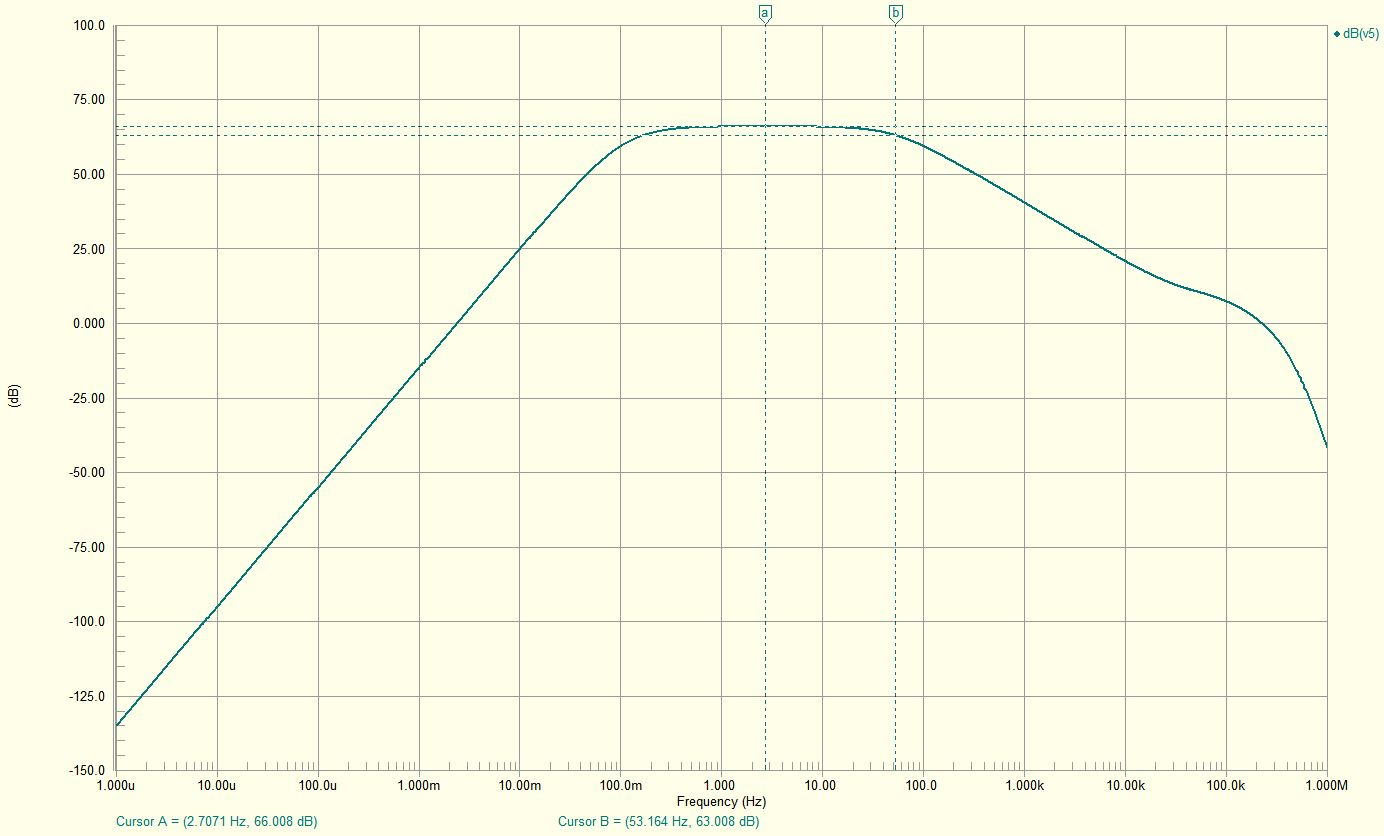 a b
dB(v5)
100.0
75.00
50.00
25.00
0.000
-25.00
-50.00
-75.00
-100.0
-125.0
-150.0
(dB)
1.000u 10.00u 100.0u 1.000m 10.00m 100.0m 1.000 10.00 100.0 1.000k 10.00k 100.0k 1.000M
Frequency (Hz)
Cursor A = (2.7071 Hz, 66.008 dB) Cursor B = (53.164 Hz, 63.008 dB)